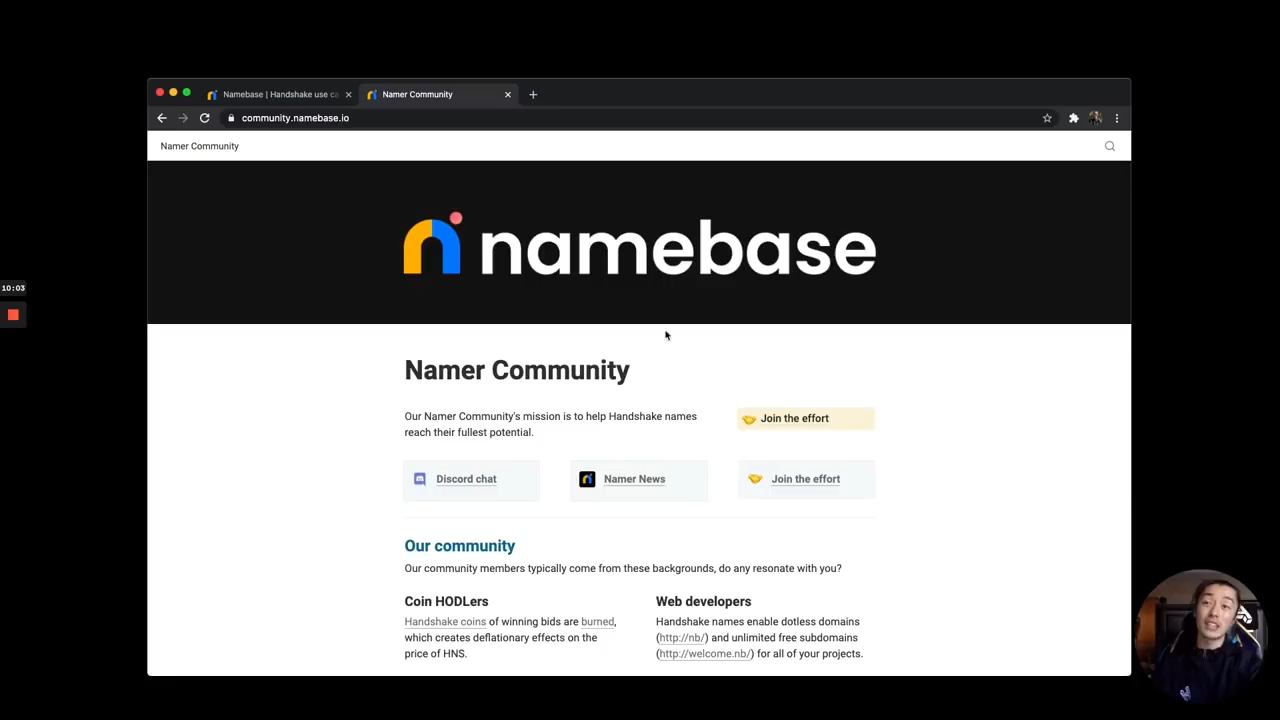 Namebase | Handshake use ca
Namer Community
community.namebase.io
Namer Community
namebase
10:03
Namer Community
Our Namer Community's mission is to help Handshake names
reach their fullest potential.
Join the effort
Discord chat
Namer News
Join the effort
Our community
Our community members typically come from these backgrounds, do any resonate with you?
Coin HODLers
Handshake coins of winning bids are burned,
which creates deflationary effects on the
price of HNS.
Web developers
Handshake names enable dotless domains
(http://nb/) and unlimited free subdomains
(http://welcome.nb/) for all of your projects.